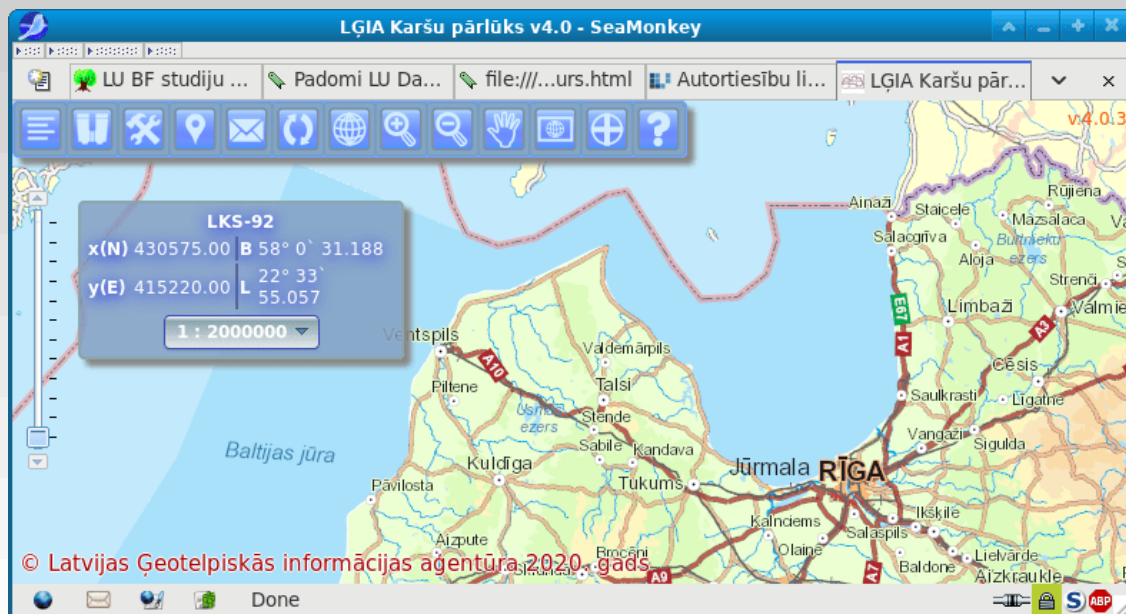 LĢIA Karšu pārlūks v4.0 - SeaMonkey
LU BF studiju ...
Padomi LU Da...
file:///...urs.html
Autortiesību li...
LĢIA Karšu pār...
v.4.0.3
LKS-92
x(N) 430575.00 B 58° 0` 31.188
y(E) 415220.00 L 22° 33` 55.057
1 : 2000000
Rūjiena
Ainaži
Staicele
Mazsalaca
Salacgrīva
Burtnieku ezers
Aloja
Strenči
E67
Limbaži
Valmie
A3
A1
Ventspils
Valdemārpils
A10
Cēsis
Piltene
Talsi
Saulkrasti
Līgatne
Usmas ezers
Stende
Vangaži
Sigulda
Sabile
Kandava
Baltijas jūra
Kuldīga
Jūrmala
RĪGA
Tukums
Pāvilosta
Ikšķile
Kalnciems
Salaspils
Aizpute
Olaine
Brocēni
Lielvārde
© Latvijas Ģeotelpiskās informācijas aģentūra 2020. gads
A9
A7
Baldone
Aizkraukle
Done
S
ABP